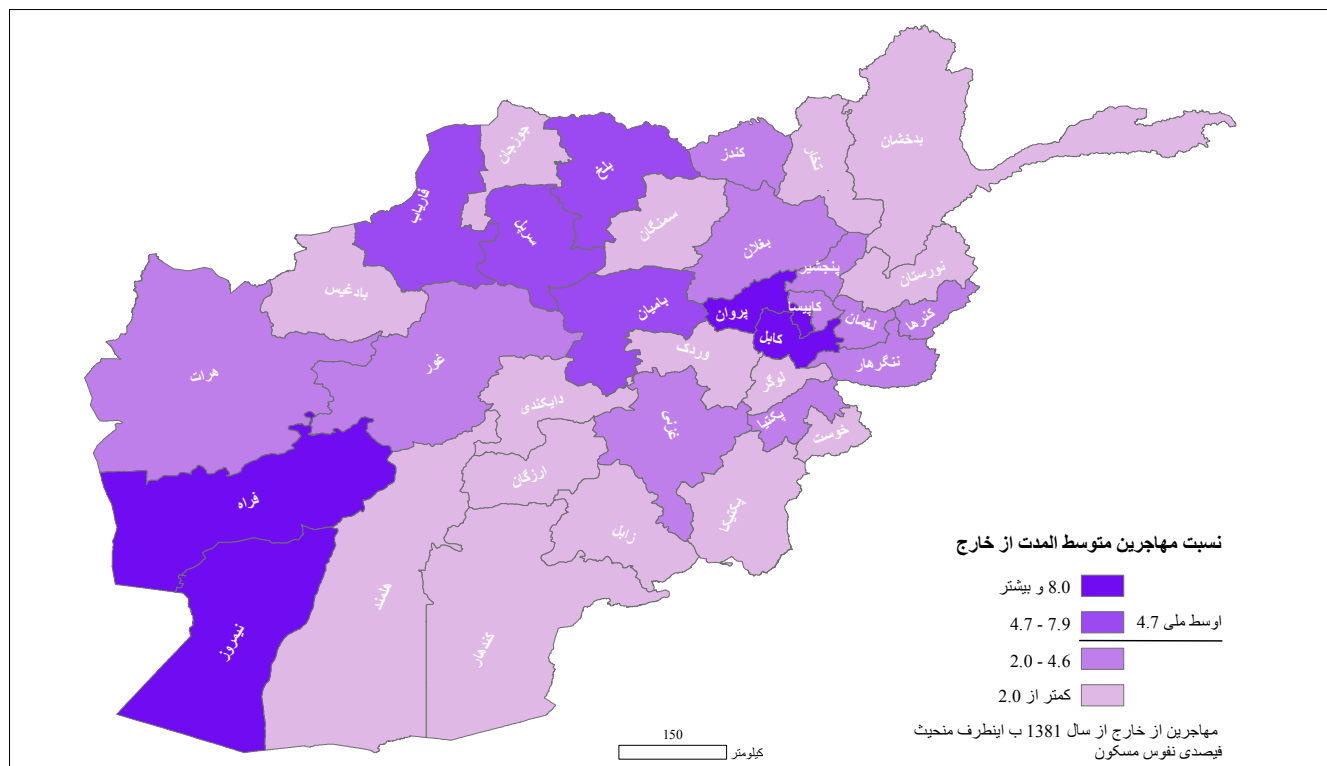 بدخشان
تخار
کندز
بلخ
جوزجان
فاریاب
سرپل
سمنگان
بغلان
پنجشیر
نورستان
بادغیس
بامیان
پروان
کاپیسا
لغمان
کنرها
کابل
ننگرهار
هرات
غور
وردک
لوگر
دایکندی
غزنی
پکتیا
خوست
ارزگان
فراه
زابل
پکتیکا
هلمند
کندهار
نیمروز
نسبت مهاجرین متوسط المدت از خارج
8.0 و بیشتر
4.7 - 7.9
اوسط ملی 4.7
2.0 - 4.6
کمتر از 2.0
مهاجرین از خارج از سال 1381 ب اینطرف منحیث
فیصدی نفوس مسکون
150
کیلومتر